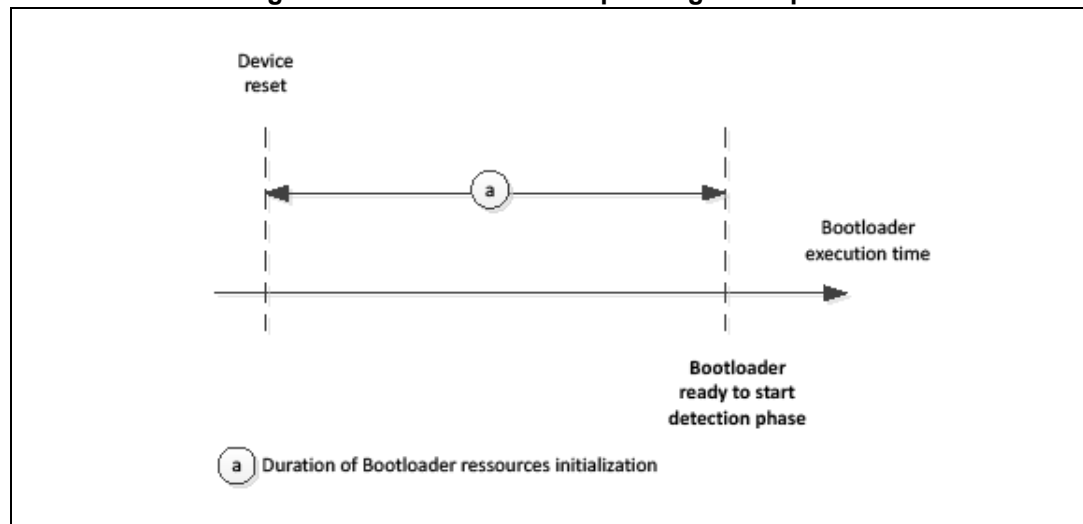 Device
reset
a
Bootloader
execution time
Bootloader
ready to start
detection phase
a Duration of Bootloader ressources initialization